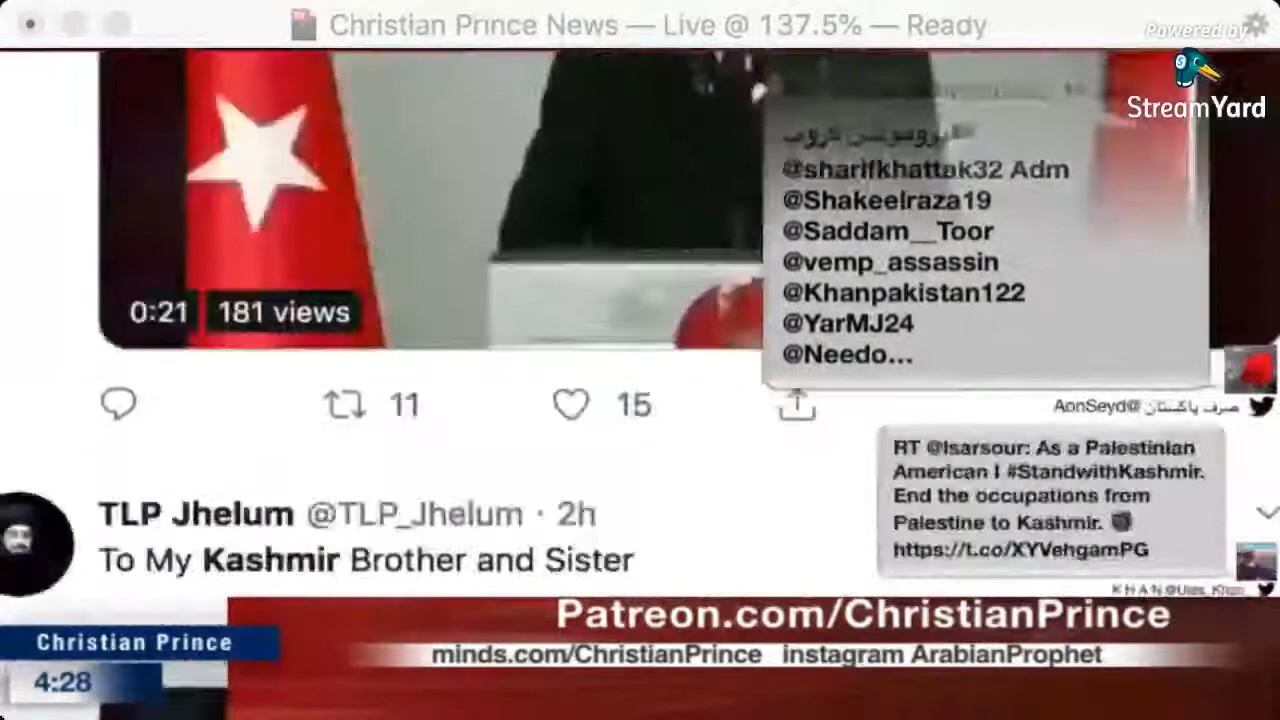 Christian Prince News — Live @ 137.5% — Ready
Powered by
StreamYard
@sharifkhattak32 Adm
@Shakeelraza19
@Saddam__Toor
@vemp_assassin
@Khanpakistan122
@YarMJ24
@Needo...
0:21 181 views
11 15
صرف پاکستان @AonSeyd
RT @lsarsour: As a Palestinian
American I #StandwithKashmir.
End the occupations from
Palestine to Kashmir.
https://t.co/XYVehgamPG
TLP Jhelum @TLP_Jhelum · 2h
To My Kashmir Brother and Sister
K H A N
Patreon.com/ChristianPrince
Christian Prince
minds.com/ChristianPrince instagram ArabianProphet
4:28